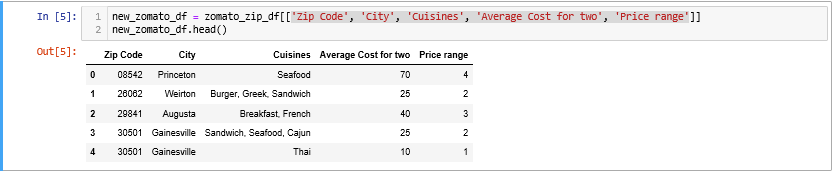 In [5]: 1 new_zomato_df = zomato_zip_df[['Zip Code', 'City', 'Cuisines', 'Average Cost for two', 'Price range']]
2 new_zomato_df.head()
Out[5]:
Zip Code City Cuisines Average Cost for two Price range
0 08542 Princeton Seafood 70 4
1 26062 Weirton Burger, Greek, Sandwich 25 2
2 29841 Augusta Breakfast, French 40 3
3 30501 Gainesville Sandwich, Seafood, Cajun 25 2
4 30501 Gainesville Thai 10 1